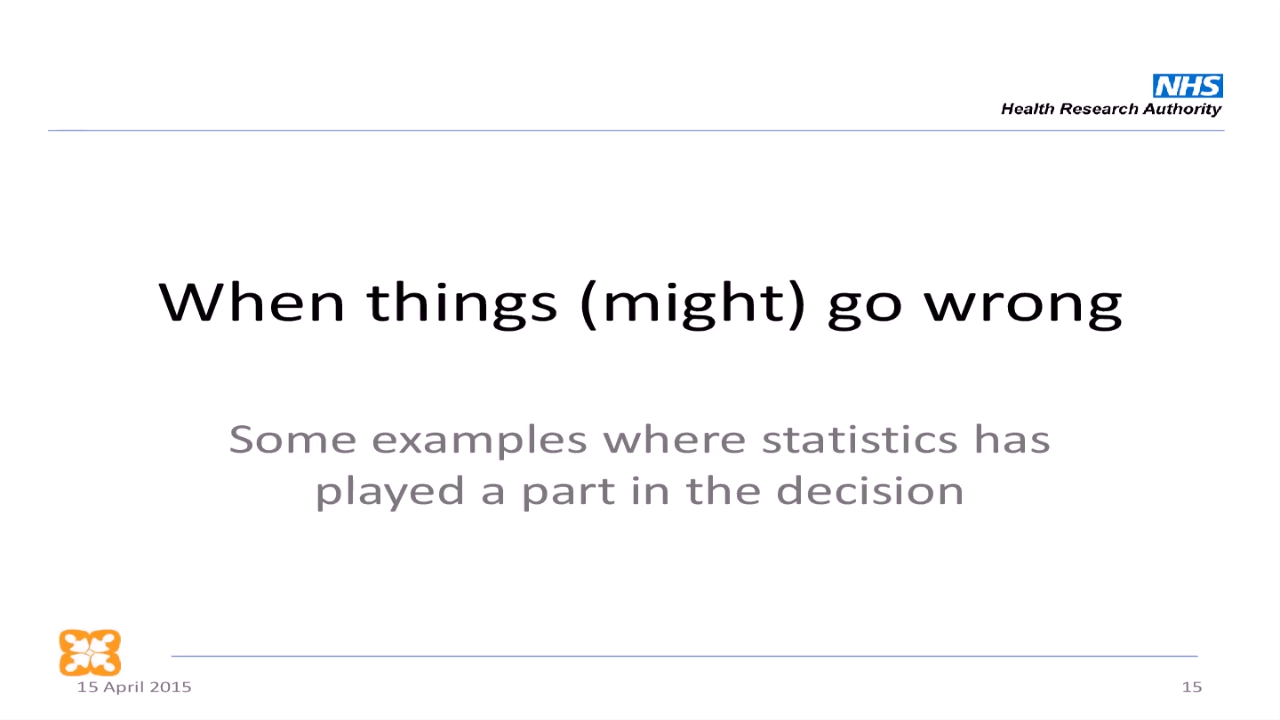 NHS
Health Research Authority
When things (might) go wrong
Some examples where statistics has
played a part in the decision
15 April 2015
15